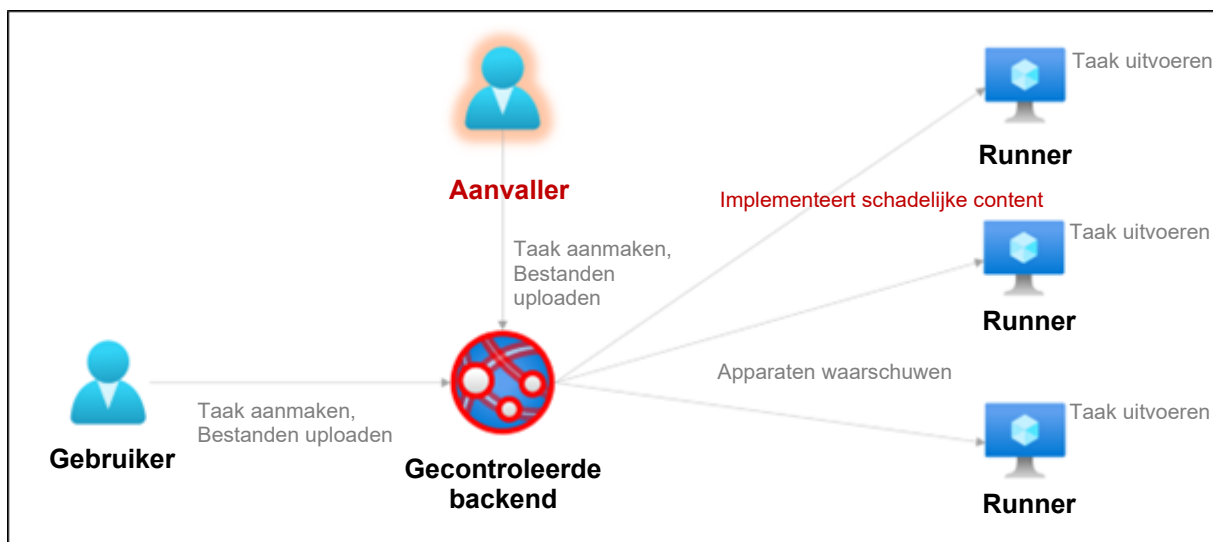 Taak uitvoeren
Runner
Aanvaller
Implementeert schadelijke content
Taak uitvoeren
Taak aanmaken,
Bestanden
uploaden
Runner
Apparaten waarschuwen
Taak uitvoeren
Taak aanmaken,
Bestanden uploaden
Gebruiker
Gecontroleerde
backend
Runner